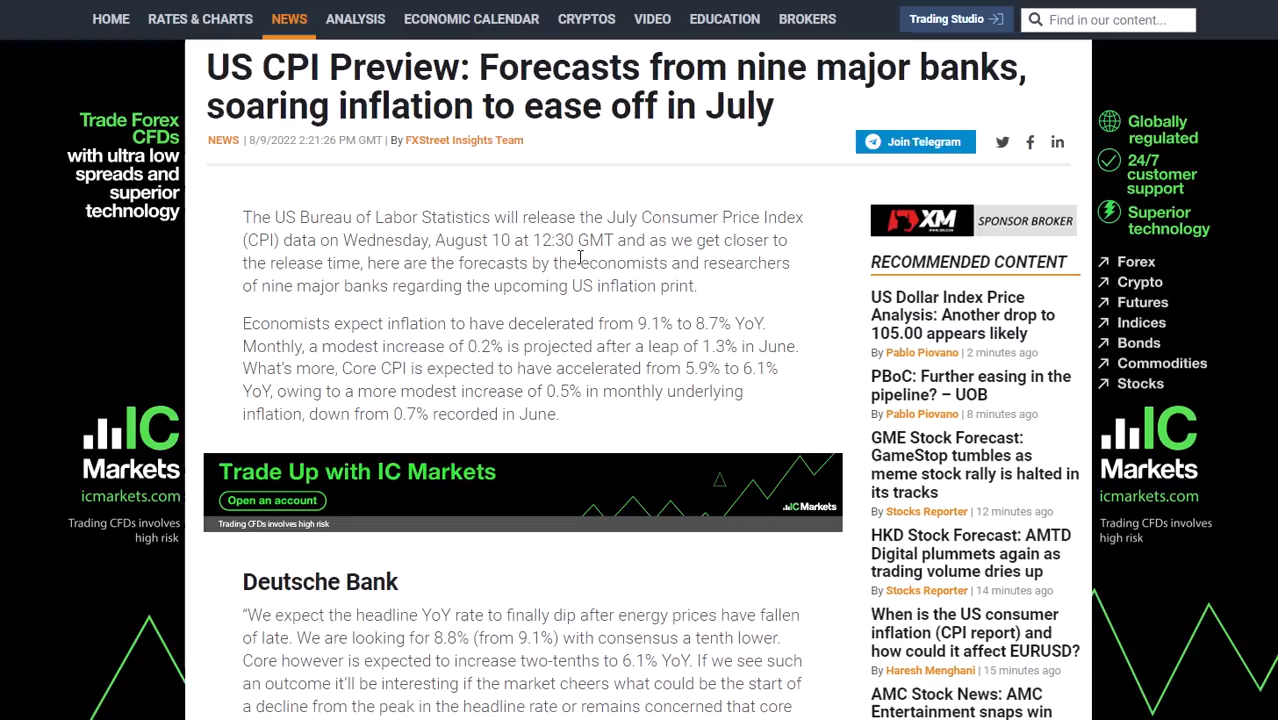 HOME RATES & CHARTS NEWS ANALYSIS ECONOMIC CALENDAR CRYPTOS VIDEO EDUCATION BROKERS Trading Studio Find in our content...
US CPI Preview: Forecasts from nine major banks,
soaring inflation to ease off in July
NEWS | 8/9/2022 2:21:26 PM GMT | By FXStreet Insights Team
Join Telegram
The US Bureau of Labor Statistics will release the July Consumer Price Index
(CPI) data on Wednesday, August 10 at 12:30 GMT and as we get closer to
the release time, here are the forecasts by the economists and researchers
of nine major banks regarding the upcoming US inflation print.
Economists expect inflation to have decelerated from 9.1% to 8.7% YoY.
Monthly, a modest increase of 0.2% is projected after a leap of 1.3% in June.
What's more, Core CPI is expected to have accelerated from 5.9% to 6.1%
YoY, owing to a more modest increase of 0.5% in monthly underlying
inflation, down from 0.7% recorded in June.
Trade Up with IC Markets
Open an account
IC Markets
Trading CFDs involves high risk
Deutsche Bank
“We expect the headline YoY rate to finally dip after energy prices have fallen
of late. We are looking for 8.8% (from 9.1%) with consensus a tenth lower.
Core however is expected to increase two-tenths to 6.1% YoY. If we see such
an outcome it'll be interesting if the market cheers what could be the start of
a decline from the peak in the headline rate or remains concerned that core
XM SPONSOR BROKER
RECOMMENDED CONTENT
US Dollar Index Price
Analysis: Another drop to
105.00 appears likely
By Pablo Piovano | 2 minutes ago
PBoC: Further easing in the
pipeline? – UOB
By Pablo Piovano | 8 minutes ago
GME Stock Forecast:
GameStop tumbles as
meme stock rally is halted in
its tracks
By Stocks Reporter | 12 minutes ago
HKD Stock Forecast: AMTD
Digital plummets again as
trading volume dries up
By Stocks Reporter | 14 minutes ago
When is the US consumer
inflation (CPI report) and
how could it affect EURUSD?
By Haresh Menghani | 15 minutes ago
AMC Stock News: AMC
Entertainment snaps win
Trade Forex
CFDs
with ultra low
spreads and
superior
technology
IC
Markets
icmarkets.com
Trading CFDs involves
high risk
Globally
regulated
24/7
customer
support
Superior
technology
Forex
Crypto
Futures
Indices
Bonds
Commodities
Stocks
IC
Markets
icmarkets.com
Trading CFDs involves
high risk